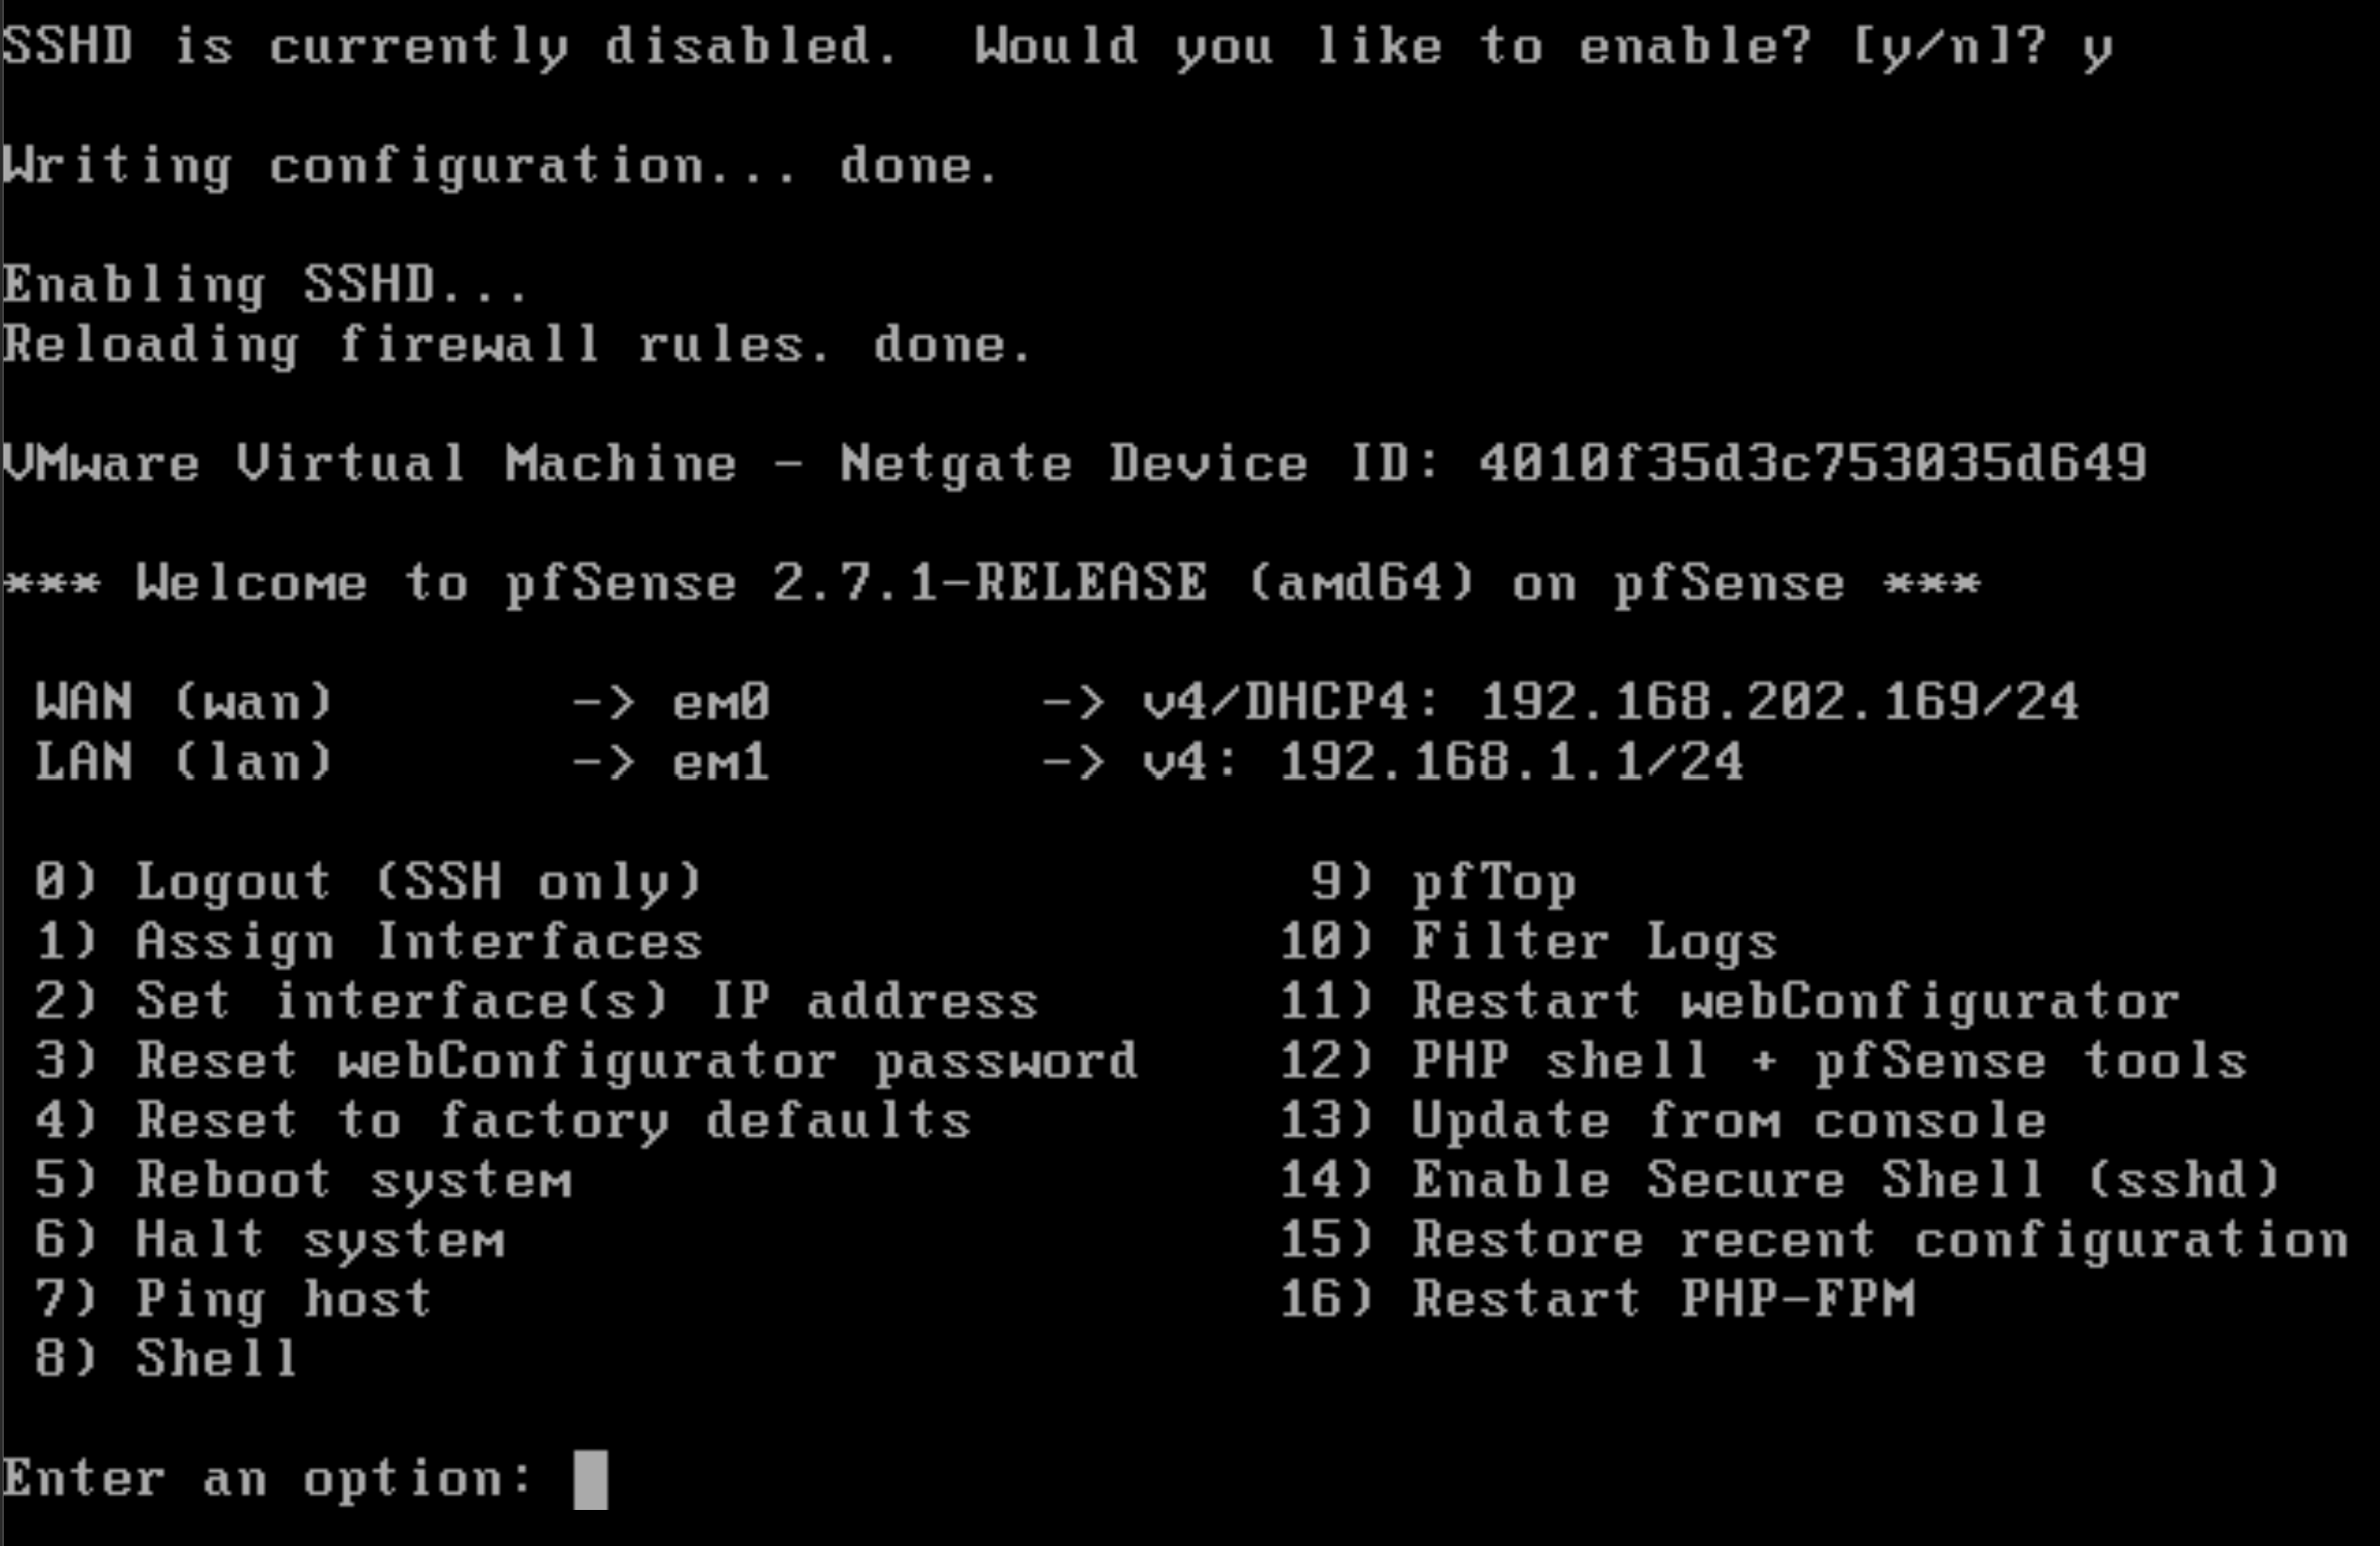 SSHD is currently disabled.  Would you like to enable? [y/n]? y
Writing configuration... done.
Enabling SSHD...
Reloading firewall rules. done.
VMware Virtual Machine - Netgate Device ID: 4010f35d3c753035d649
*** Welcome to pfSense 2.7.1-RELEASE (amd64) on pfSense ***
WAN (wan)       -> em0        -> v4/DHCP4: 192.168.202.169/24
LAN (lan)       -> em1        -> v4: 192.168.1.1/24
0) Logout (SSH only)                  9) pfTop
1) Assign Interfaces                 10) Filter Logs
2) Set interface(s) IP address       11) Restart webConfigurator
3) Reset webConfigurator password    12) PHP shell + pfSense tools
4) Reset to factory defaults         13) Update from console
5) Reboot system                     14) Enable Secure Shell (sshd)
6) Halt system                       15) Restore recent configuration
7) Ping host                         16) Restart PHP-FPM
8) Shell
Enter an option: